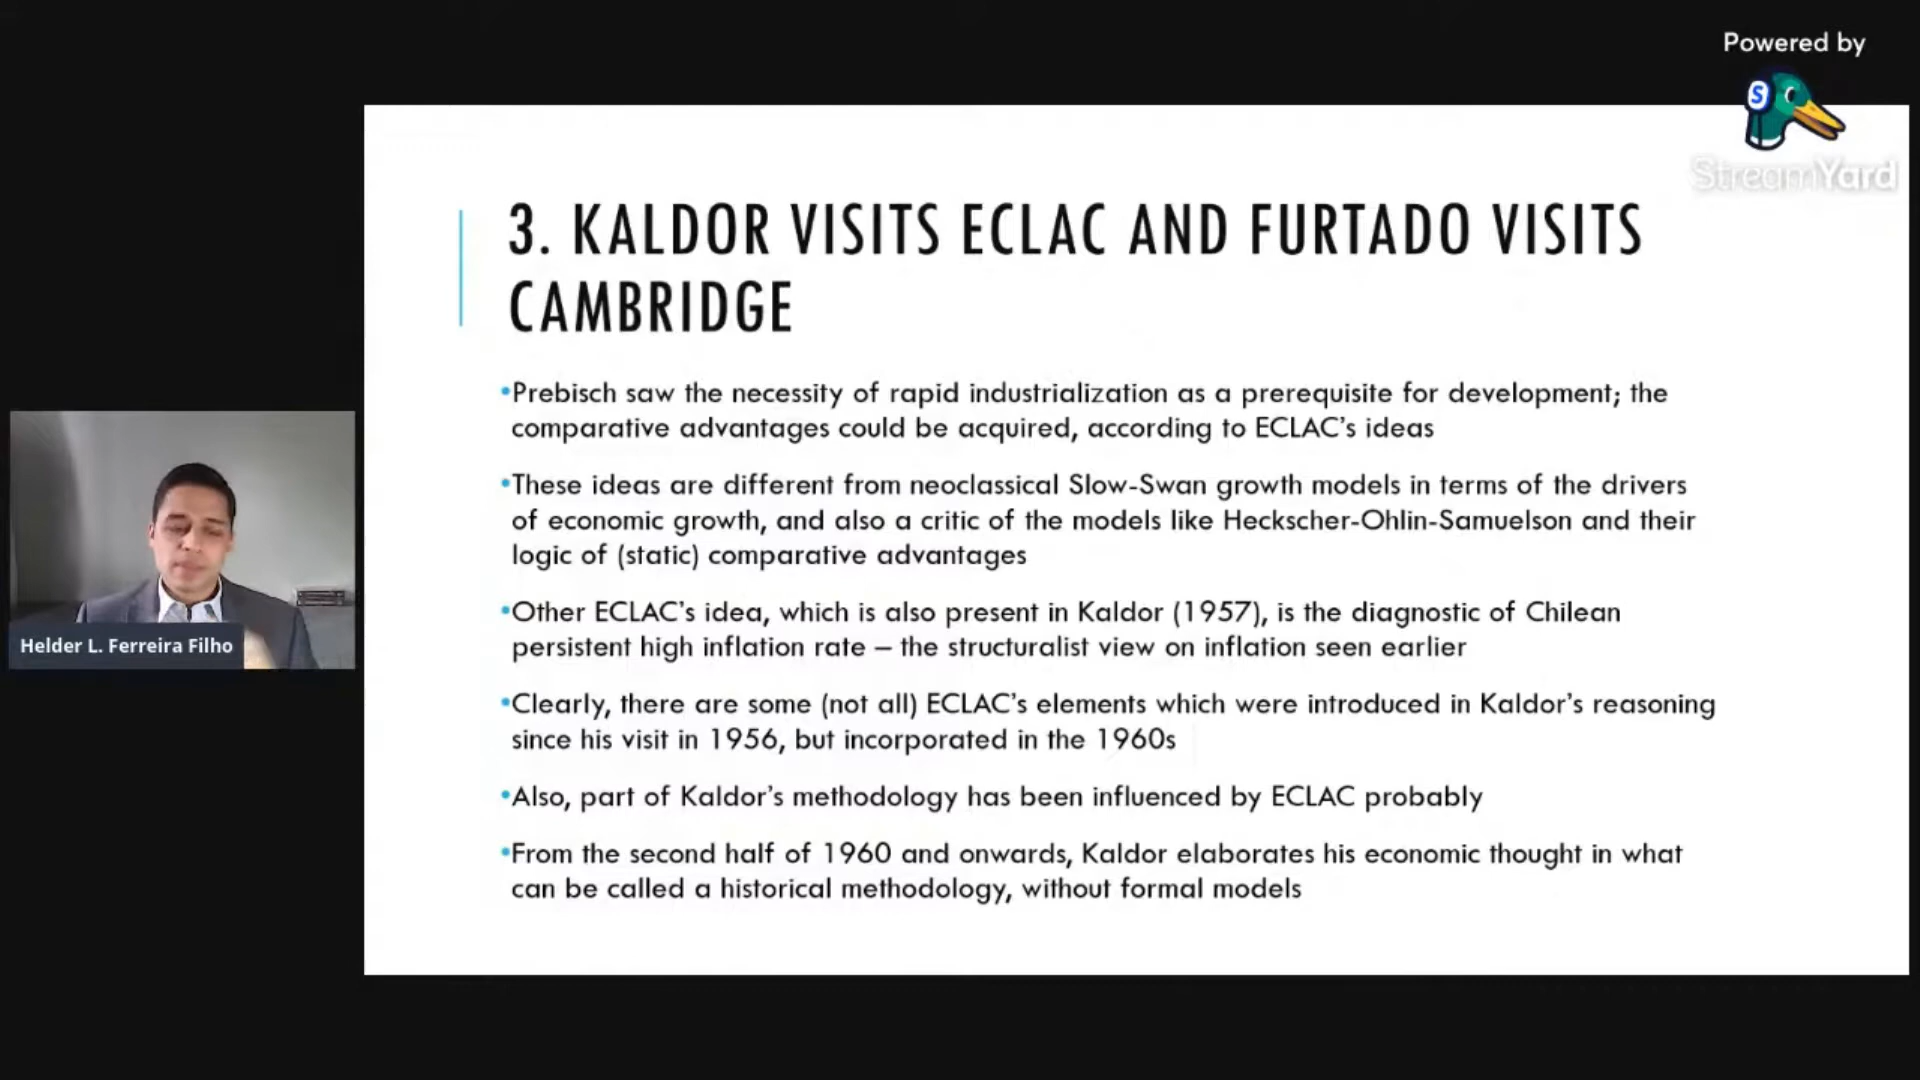 Powered by
S
StreamYard
3. KALDOR VISITS ECLAC AND FURTADO VISITS
CAMBRIDGE
•Prebisch saw the necessity of rapid industrialization as a prerequisite for development; the
comparative advantages could be acquired, according to ECLAC's ideas
•These ideas are different from neoclassical Slow-Swan growth models in terms of the drivers
of economic growth, and also a critic of the models like Heckscher-Ohlin-Samuelson and their
logic of (static) comparative advantages
•Other ECLAC's idea, which is also present in Kaldor (1957), is the diagnostic of Chilean
persistent high inflation rate – the structuralist view on inflation seen earlier
•Clearly, there are some (not all) ECLAC's elements which were introduced in Kaldor's reasoning
since his visit in 1956, but incorporated in the 1960s
•Also, part of Kaldor's methodology has been influenced by ECLAC probably
•From the second half of 1960 and onwards, Kaldor elaborates his economic thought in what
can be called a historical methodology, without formal models
Helder L. Ferreira Filho